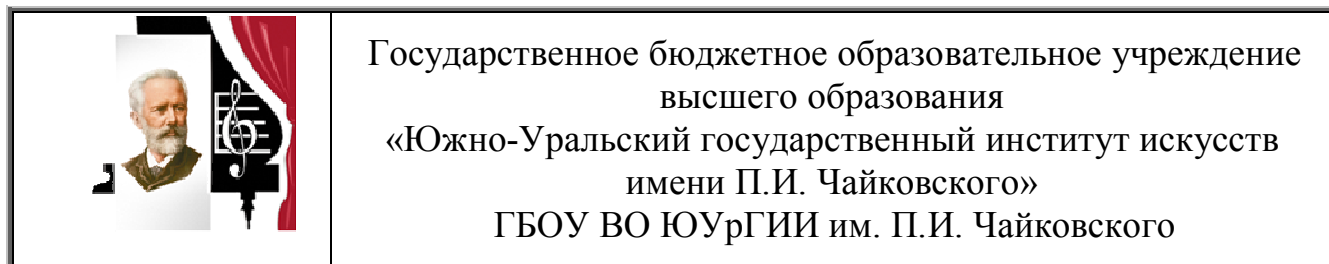 Государственное бюджетное образовательное учреждение
высшего образования
«Южно-Уральский государственный институт искусств
имени П.И. Чайковского»
ГБОУ ВО ЮУрГИИ им. П.И. Чайковского